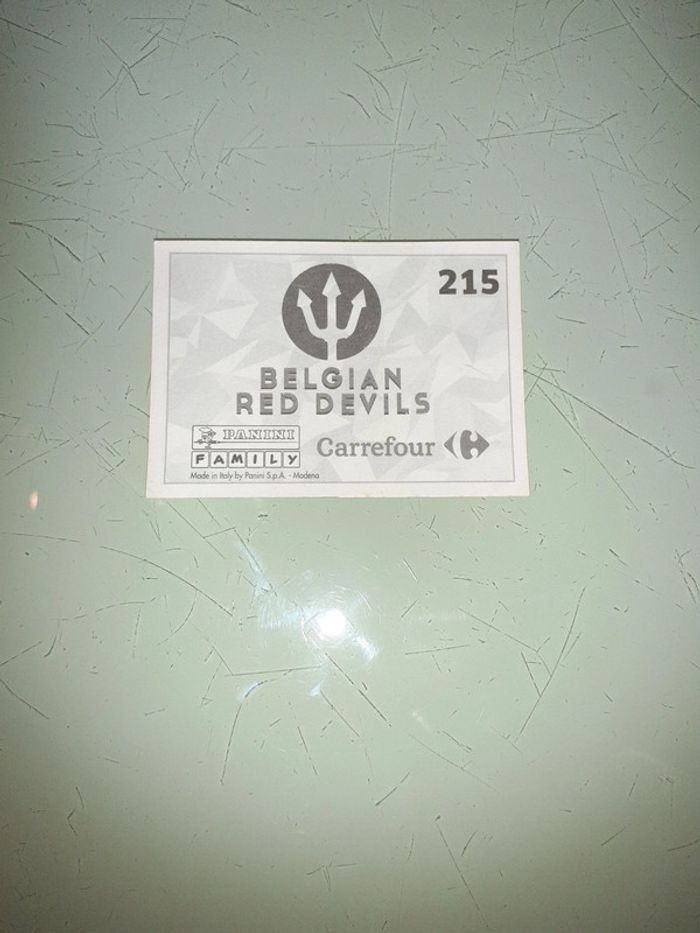 215
BELGIAN
RED DEVILS
PANINI
FAMILY
Carrefour
Made in Italy by Panini S.p.A. - Modena